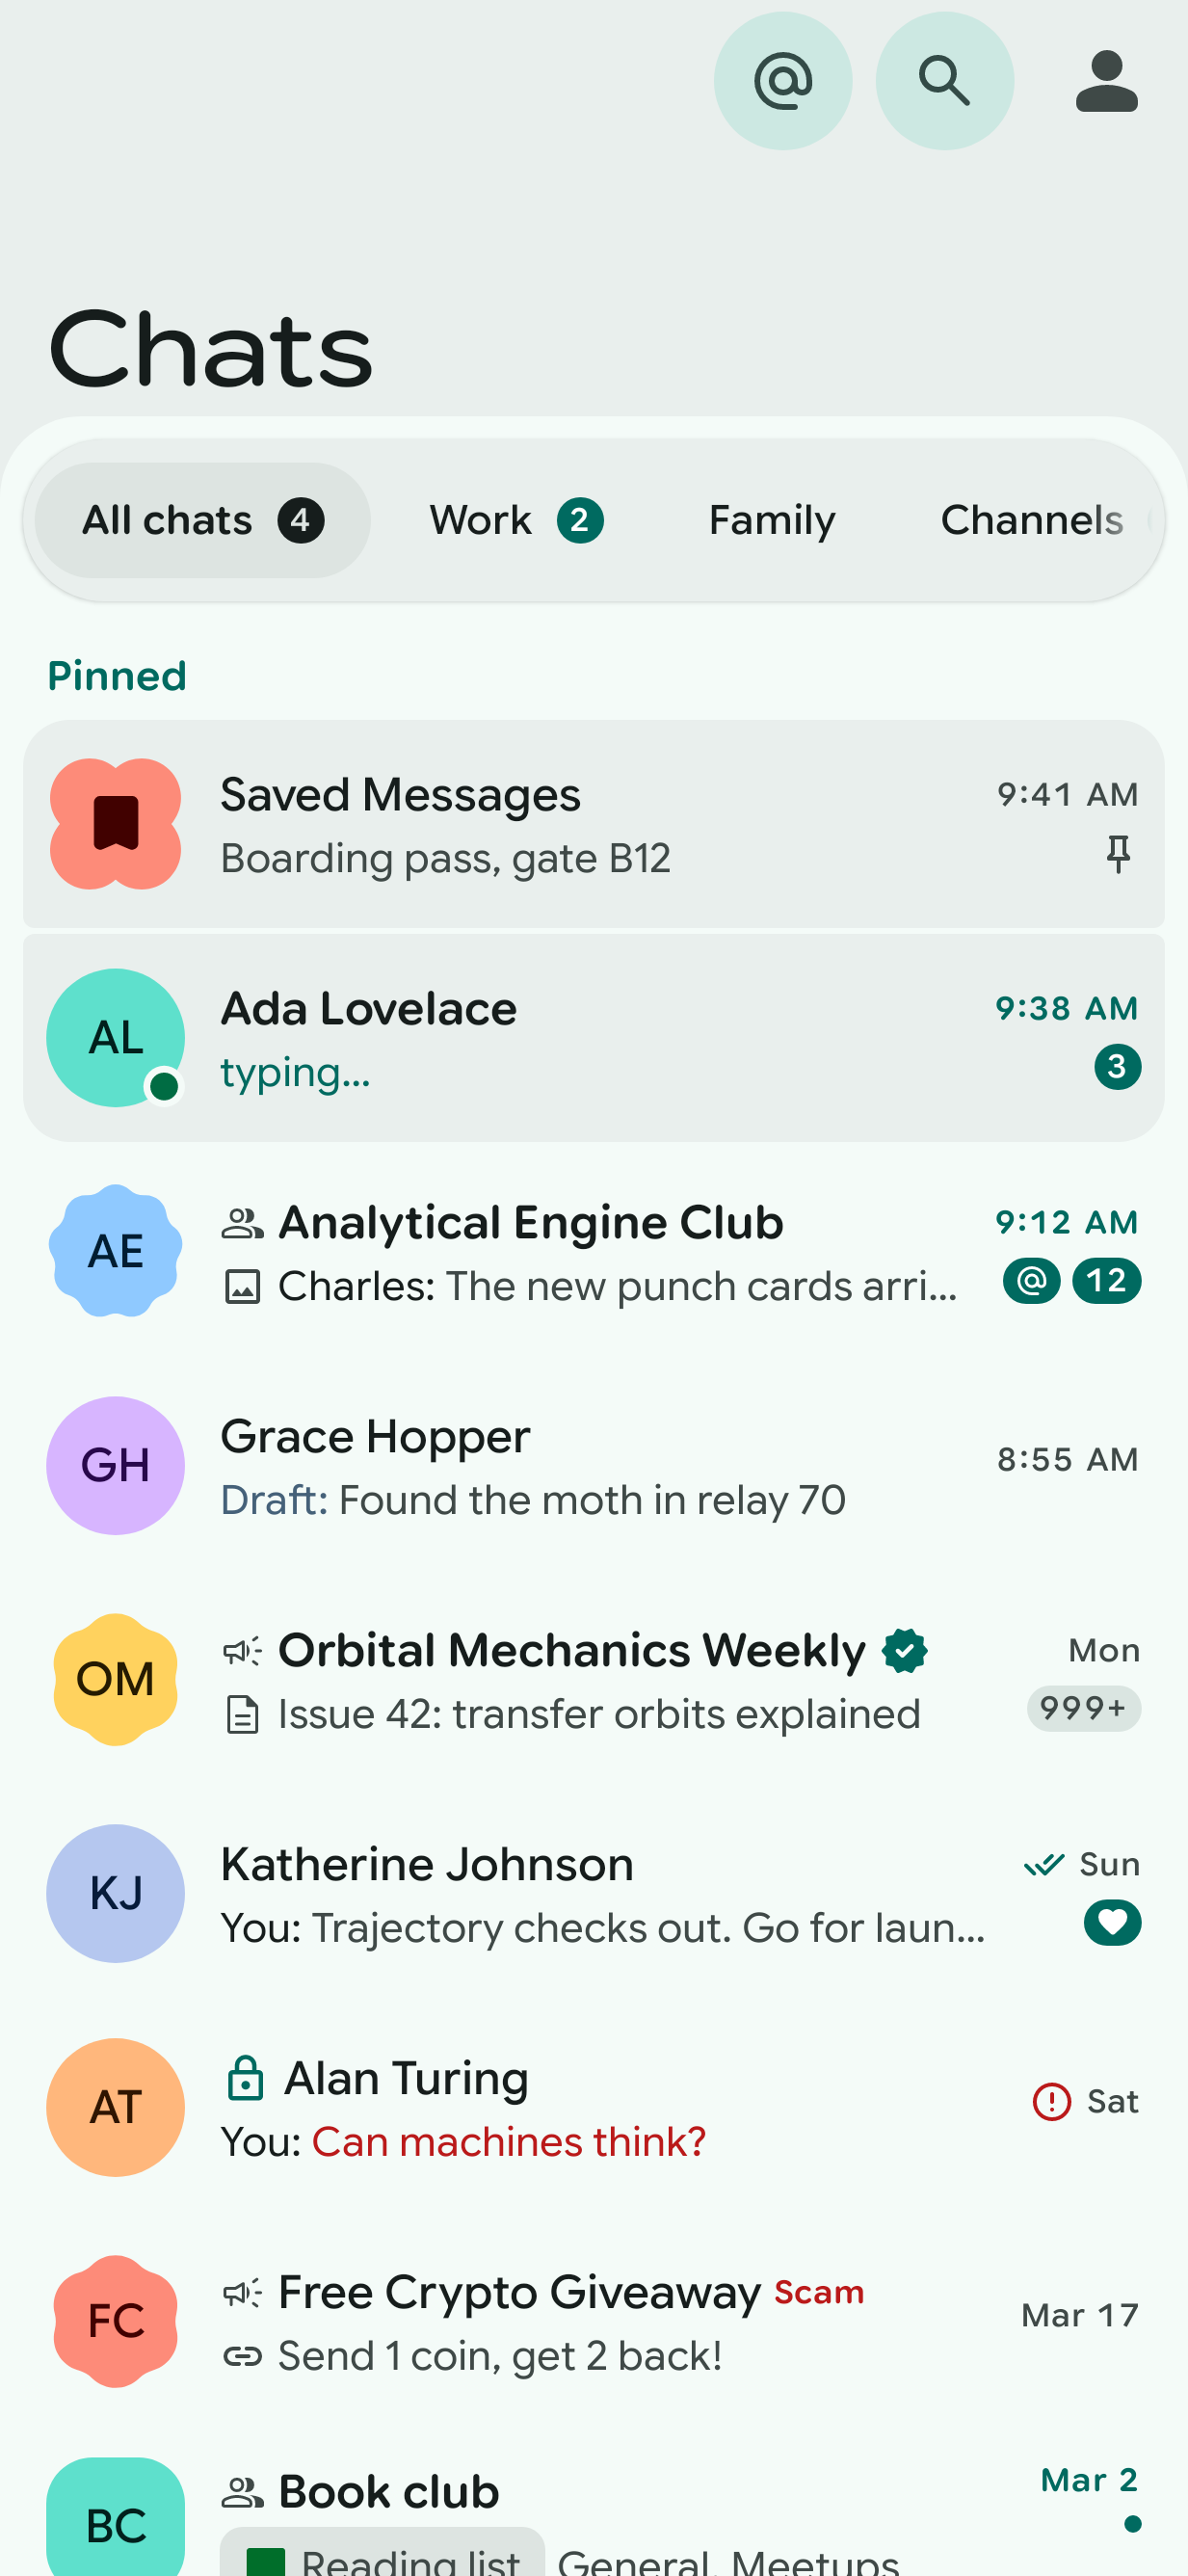 Chats
All chats 4 Work 2 Family Channels
Pinned
Saved Messages 9:41 AM
Boarding pass, gate B12
AL Ada Lovelace 9:38 AM
typing... 3
AE Analytical Engine Club 9:12 AM
Charles: The new punch cards arri... @ 12
GH Grace Hopper 8:55 AM
Draft: Found the moth in relay 70
OM Orbital Mechanics Weekly Mon
Issue 42: transfer orbits explained 999+
KJ Katherine Johnson Sun
You: Trajectory checks out. Go for laun...
AT Alan Turing Sat
You: Can machines think?
FC Free Crypto Giveaway Scam Mar 17
Send 1 coin, get 2 back!
BC Book club Mar 2
Reading list General, Meetups